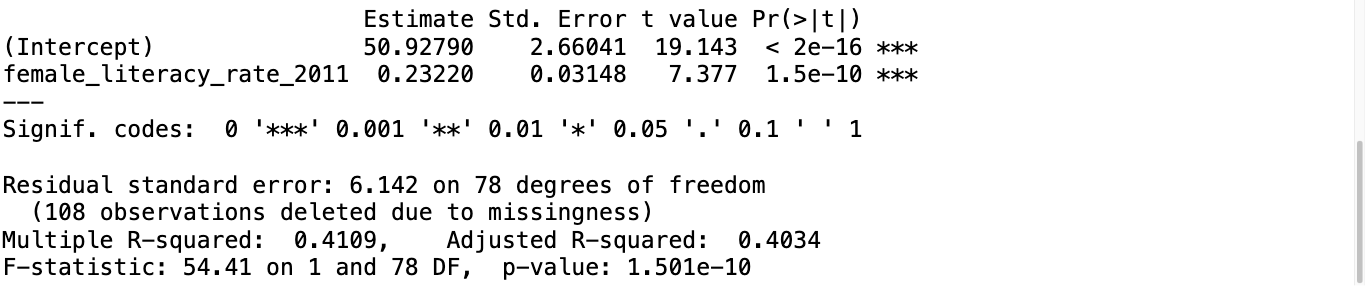 Estimate Std. Error t value Pr(>|t|)
(Intercept) 50.92790 2.66041 19.143 < 2e-16 ***
female_literacy_rate_2011 0.23220 0.03148 7.377 1.5e-10 ***
---
Signif. codes: 0 '***' 0.001 '**' 0.01 '*' 0.05 '.' 0.1 ' ' 1
Residual standard error: 6.142 on 78 degrees of freedom
(108 observations deleted due to missingness)
Multiple R-squared: 0.4109, Adjusted R-squared: 0.4034
F-statistic: 54.41 on 1 and 78 DF, p-value: 1.501e-10